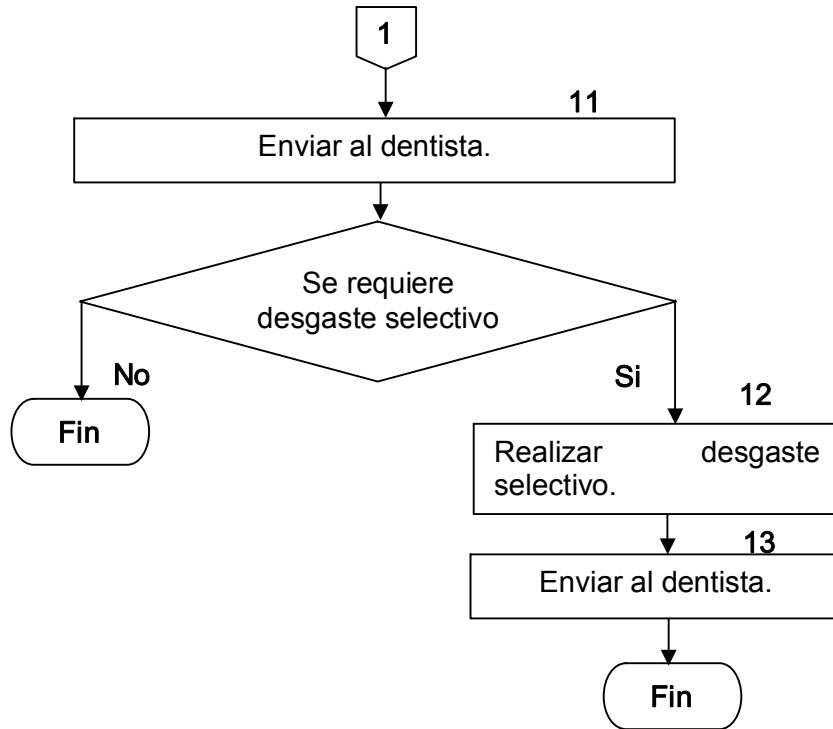 1
11
Enviar al dentista.
Se requiere
desgaste selectivo
No
Si
Fin
12
Realizar desgaste
selectivo.
13
Enviar al dentista.
Fin